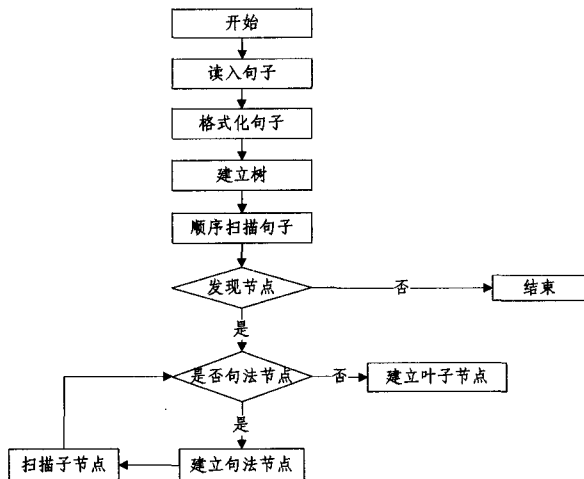 开始
读入句子
格式化句子
建立树
顺序扫描句子
发现节点
否
结束
是
是否句法节点
否
建立叶子节点
是
扫描子节点
建立句法节点